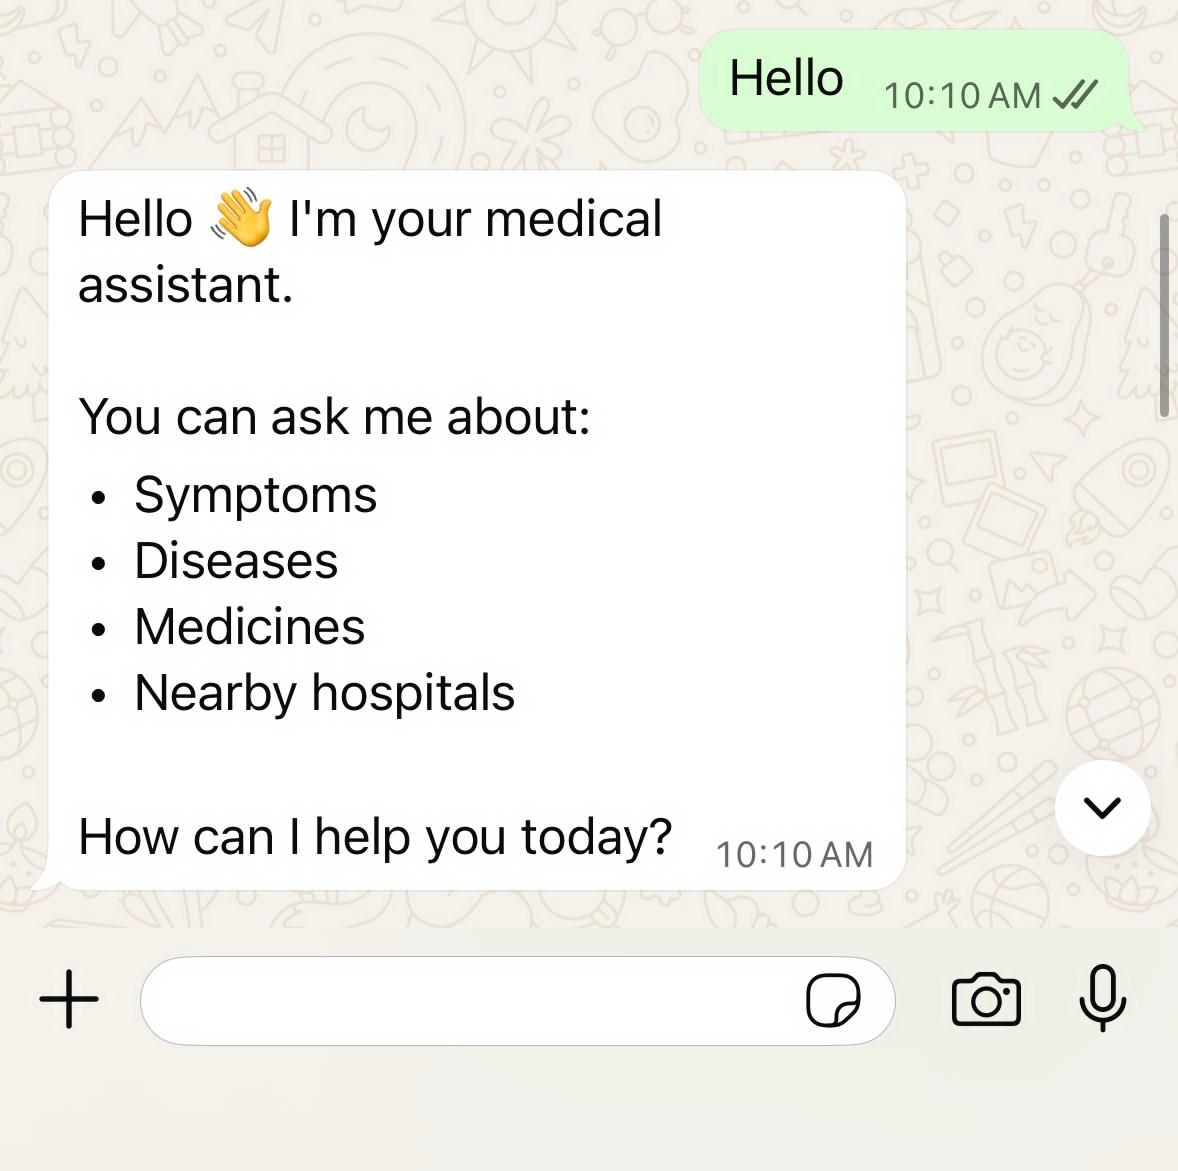 Hello 10:10 AM
Hello 👋 I'm your medical
assistant.
You can ask me about:
• Symptoms
• Diseases
• Medicines
• Nearby hospitals
How can I help you today? 10:10 AM